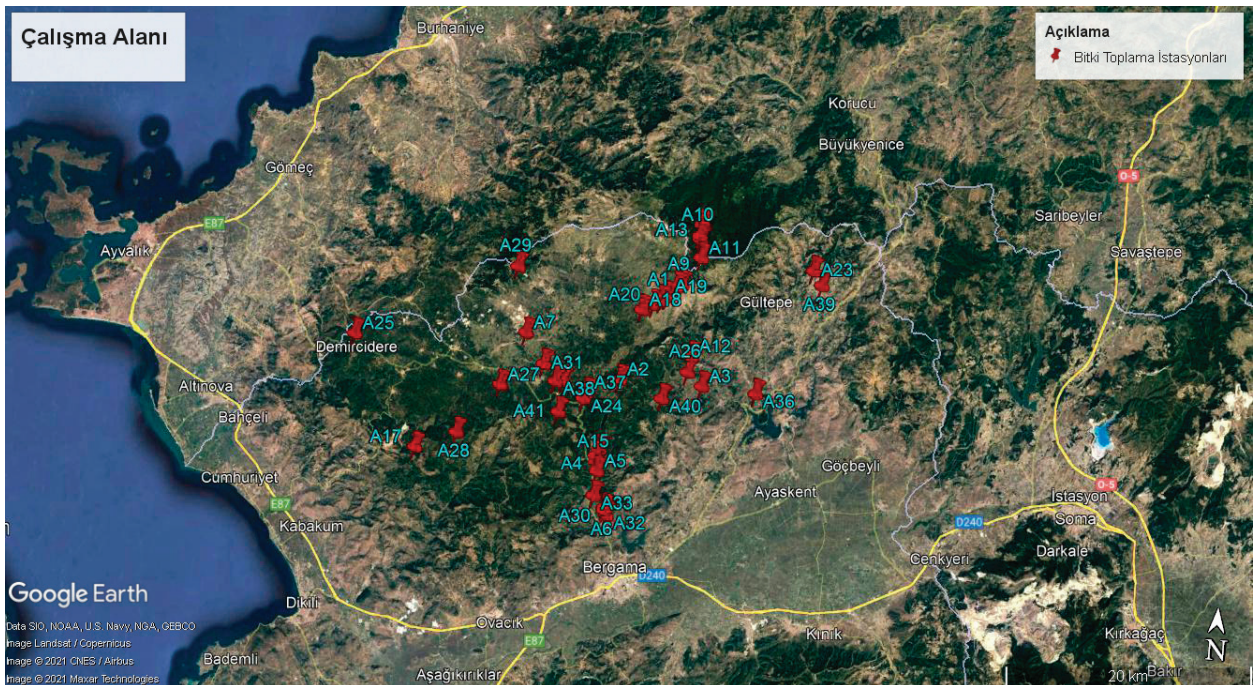 Çalışma Alanı
Açıklama
Bitki Toplama İstasyonları
Burhaniye
Korucu
Büyükyenice
Gömeç
E87
O-5
Ayvalık
Sarıbeyler
Savaştepe
A10
A13
A11
A29
A9
A1
A23
A19
A20
A18
A39
Gültepe
A25
A7
Demircidere
A12
A26
A31
A2
A27
A37
A3
A38
Altınova
A24
A36
A40
A41
Bahçeli
A17
A28
A15
A4
A5
Göçbeyli
Cumhuriyet
O-5
Ayaskent
İstasyon
E87
A33
Kabakum
A30
A32
Soma
D240
A6
Darkale
Cenkyeri
Bergama
D240
Google Earth
Dikili
Ovacık
Data SIO, NOAA, U.S. Navy, NGA, GEBCO
Kınık
Kırkağaç
E87
Image Landsat / Copernicus
N
Bademli
Image © 2021 CNES / Airbus
Aşağıkırıklar
Bakır
20 km
Image © 2021 Maxar Technologies